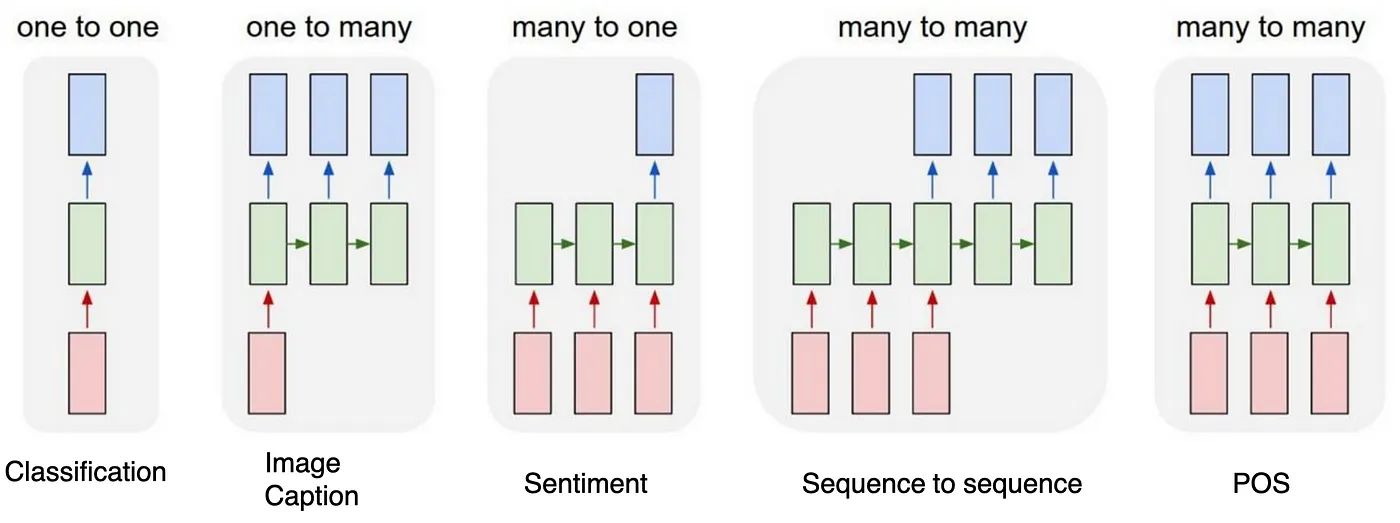 one to one
one to many
many to one
many to many
many to many
Classification
Image
Caption
Sentiment
Sequence to sequence
POS